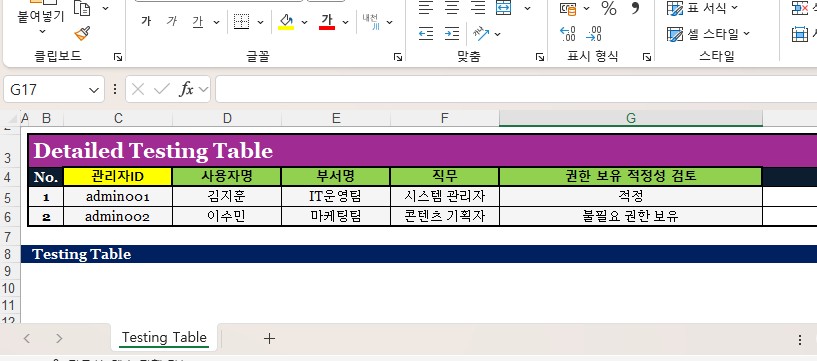 붙여넣기
가 가 가 내천
표 서식
% 9
셀 스타일
클립보드 글꼴 맞춤 표시 형식 스타일
G17 fx
A B C D E F G
3 Detailed Testing Table
4 No. 관리자ID 사용자명 부서명 직무 권한 보유 적정성 검토
5 1 admin001 김지훈 IT운영팀 시스템 관리자 적정
6 2 admin002 이수민 마케팅팀 콘텐츠 기획자 불필요 권한 보유
7
8 Testing Table
9
10
11
12
Testing Table